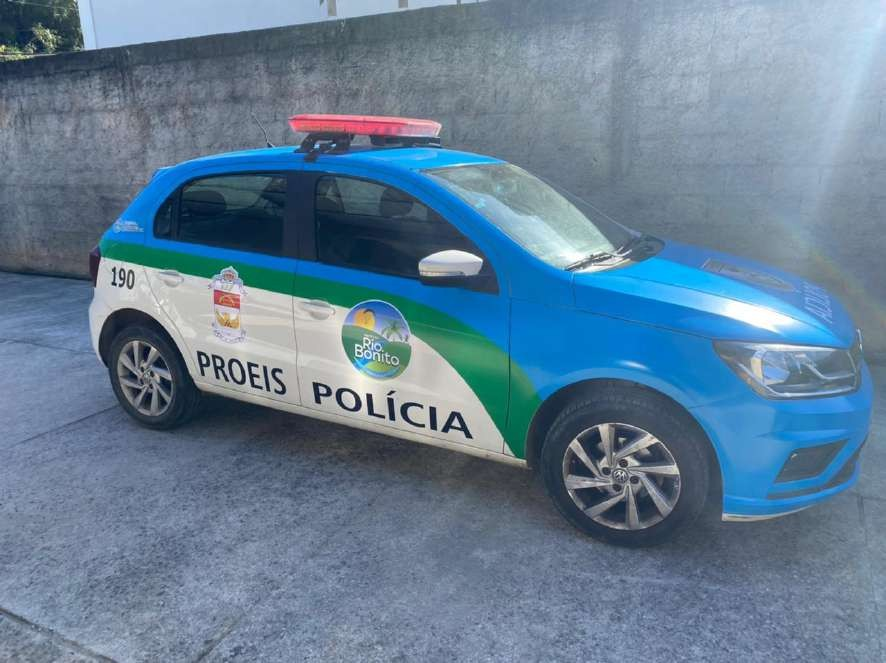 190
PROEIS
POLÍCIA
Rio
Bonito